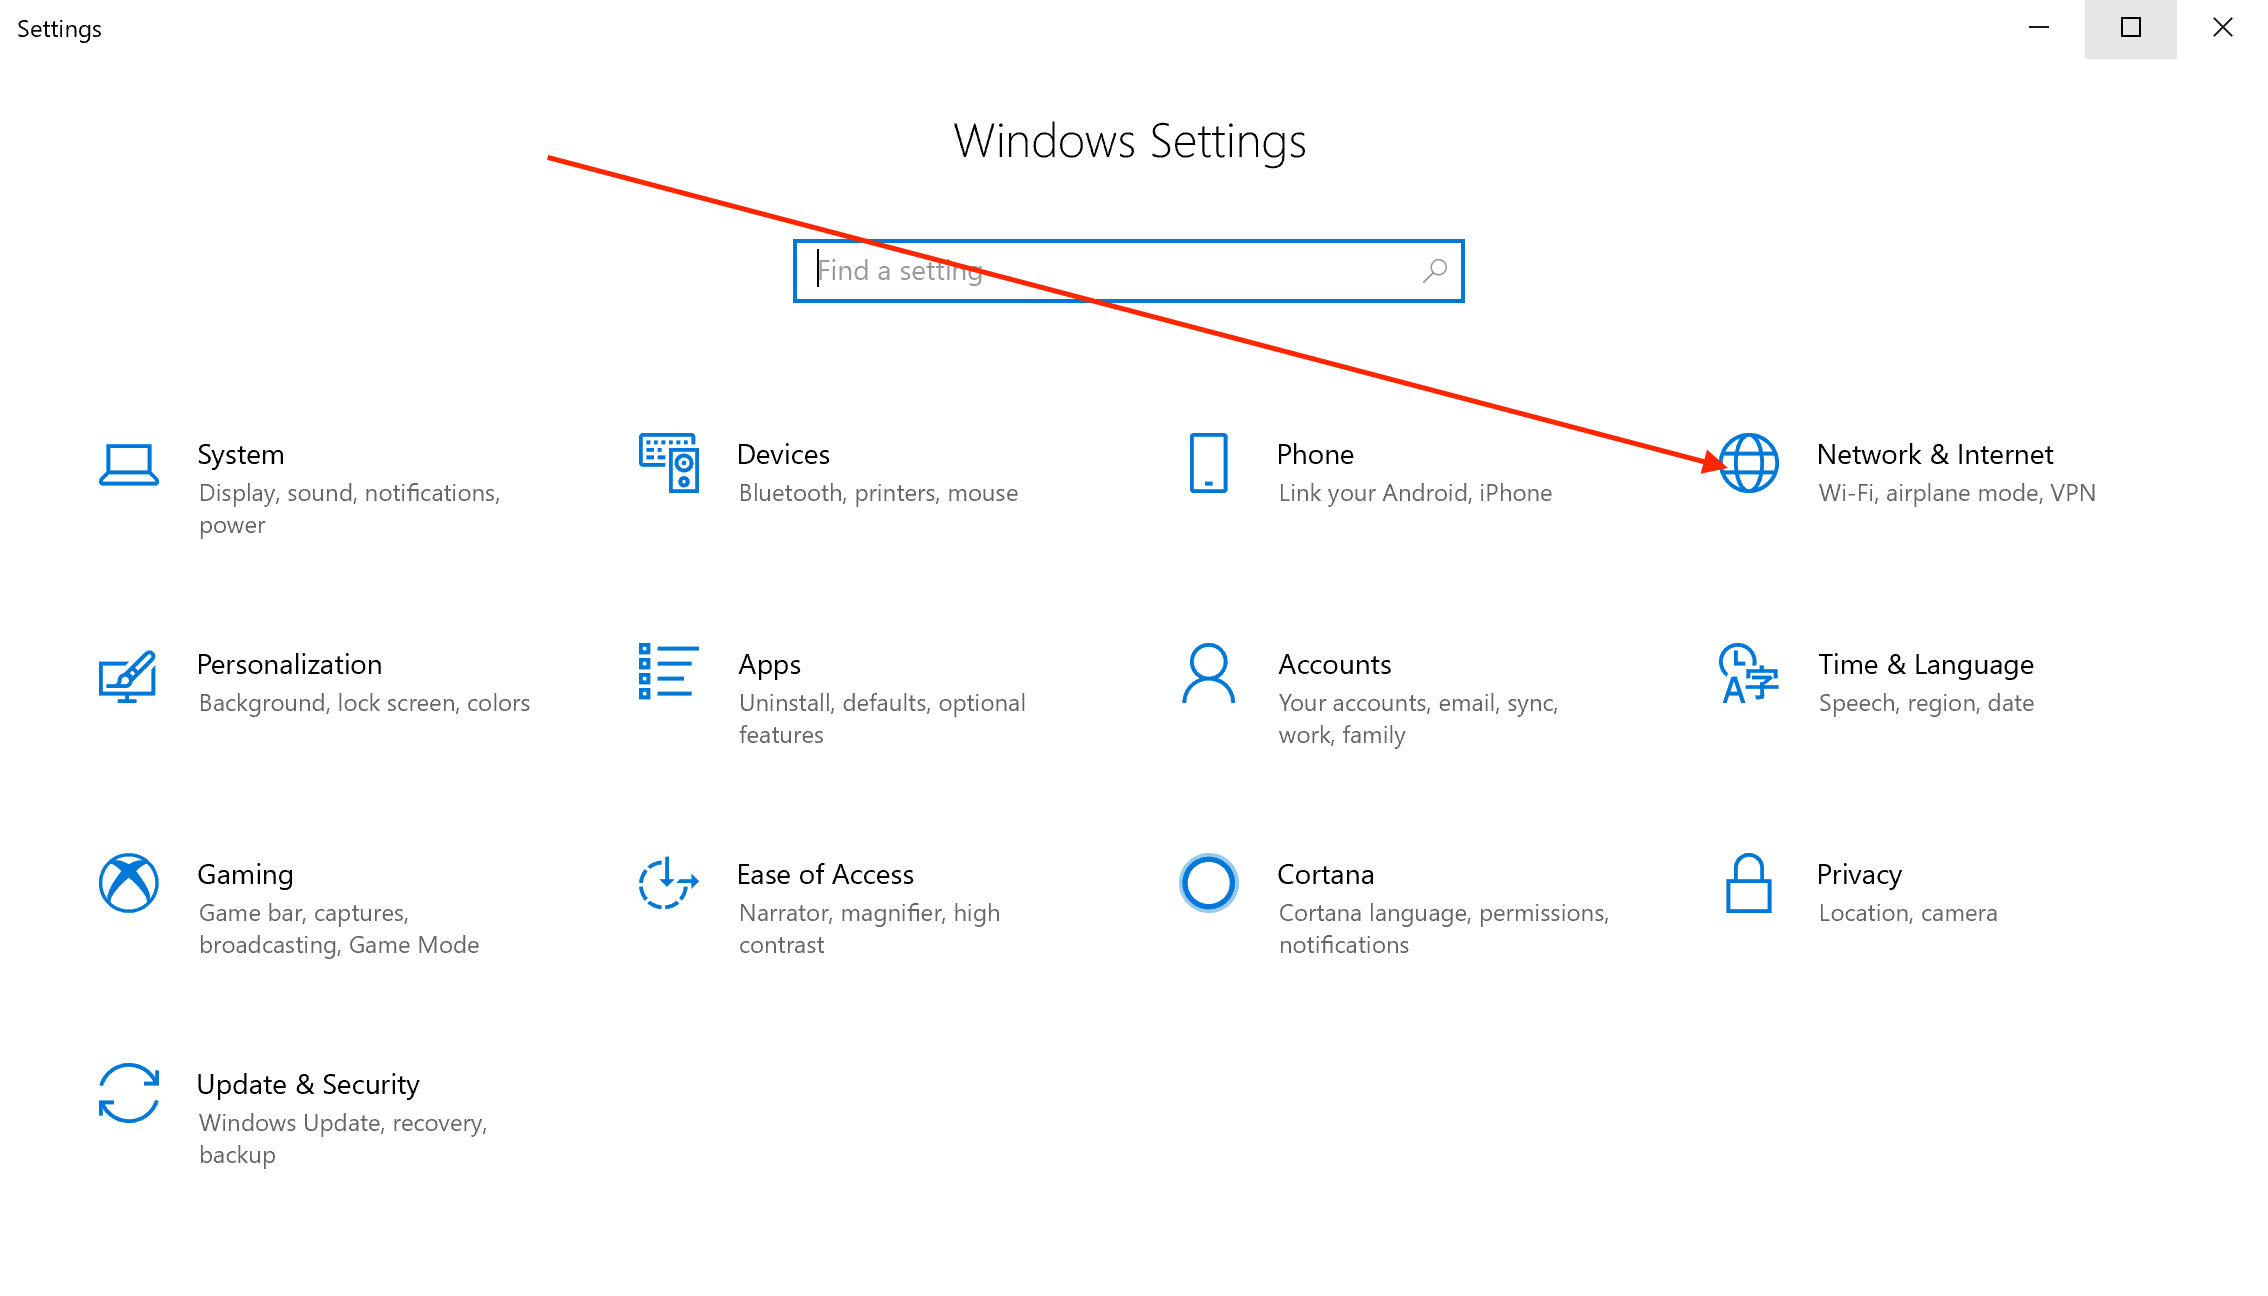 Settings
Windows Settings
Find a setting
System
Display, sound, notifications,
power
Devices
Bluetooth, printers, mouse
Phone
Link your Android, iPhone
Network & Internet
Wi-Fi, airplane mode, VPN
Personalization
Background, lock screen, colors
Apps
Uninstall, defaults, optional
features
Accounts
Your accounts, email, sync,
work, family
Time & Language
Speech, region, date
Gaming
Game bar, captures,
broadcasting, Game Mode
Ease of Access
Narrator, magnifier, high
contrast
Cortana
Cortana language, permissions,
notifications
Privacy
Location, camera
Update & Security
Windows Update, recovery,
backup